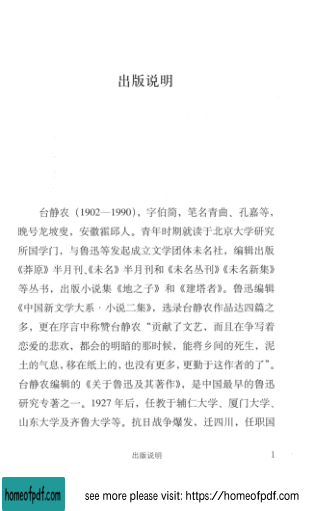 出版说明
台静农（1902—1990），字伯简，笔名青曲、孔嘉等，
晚号龙坡叟，安徽霍邱人。青年时期就读于北京大学研究
所国学门，与鲁迅等发起成立文学团体未名社，编辑出版
《莽原》半月刊、《未名》半月刊和《未名丛刊》《未名新集》
等丛书，出版小说集《地之子》和《建塔者》。鲁迅编辑
《中国新文学大系·小说二集》，选录台静农作品达四篇之
多，更在序言中称赞台静农“贡献了文艺，而且在争写着
恋爱的悲欢，都会的明暗的那时候，能将乡间的死生，泥
土的气息，移在纸上的，也没有更多，更勤于这作者的了”。
台静农编辑的《关于鲁迅及其著作》，是中国最早的鲁迅
研究专著之一。1927 年后，任教于辅仁大学、厦门大学、
山东大学及齐鲁大学等。抗日战争爆发，迁四川，任职国
出版说明 1
homeofpdf.com
see more please visit: https://homeofpdf.com